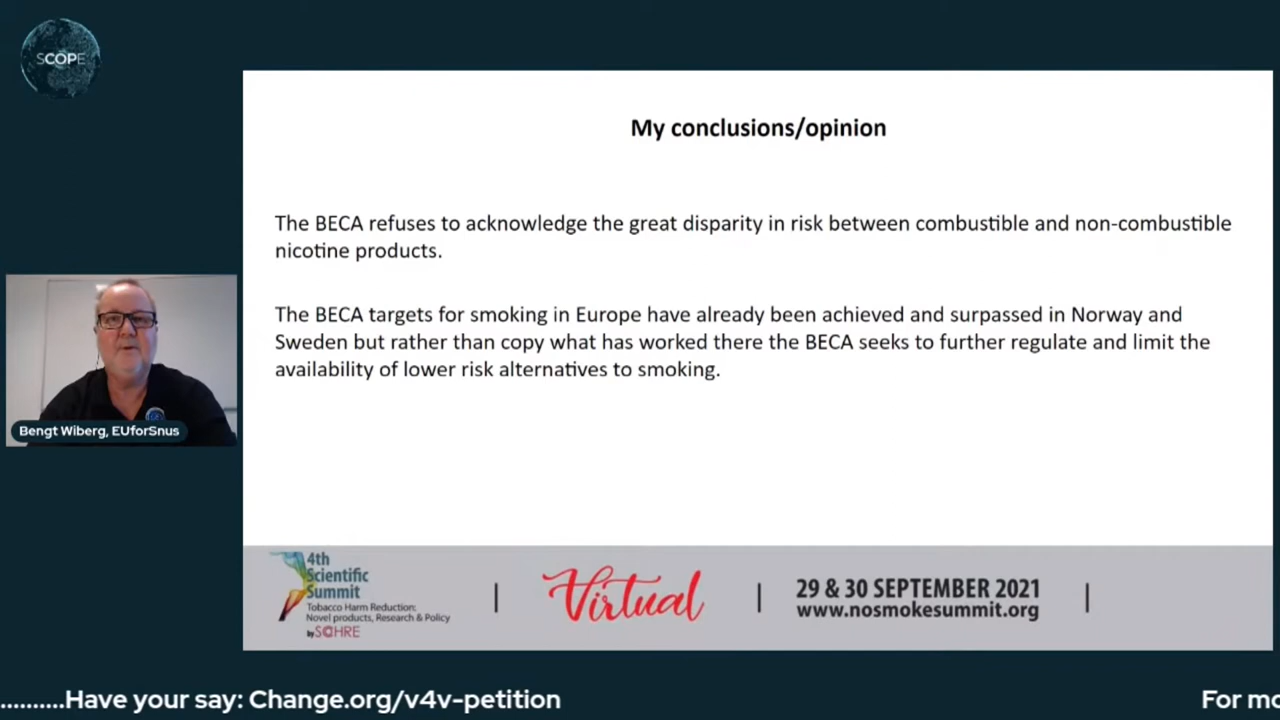 SCOPE
My conclusions/opinion
The BECA refuses to acknowledge the great disparity in risk between combustible and non-combustible
nicotine products.
The BECA targets for smoking in Europe have already been achieved and surpassed in Norway and
Sweden but rather than copy what has worked there the BECA seeks to further regulate and limit the
availability of lower risk alternatives to smoking.
Bengt Wiberg, EUforSnus
4th
Scientific
Summit
Tobacco Harm Reduction:
Novel products, Research & Policy
by SCOHRE
Virtual
29 & 30 SEPTEMBER 2021
www.nosmokesummit.org
..........Have your say: Change.org/v4v-petition
For mo